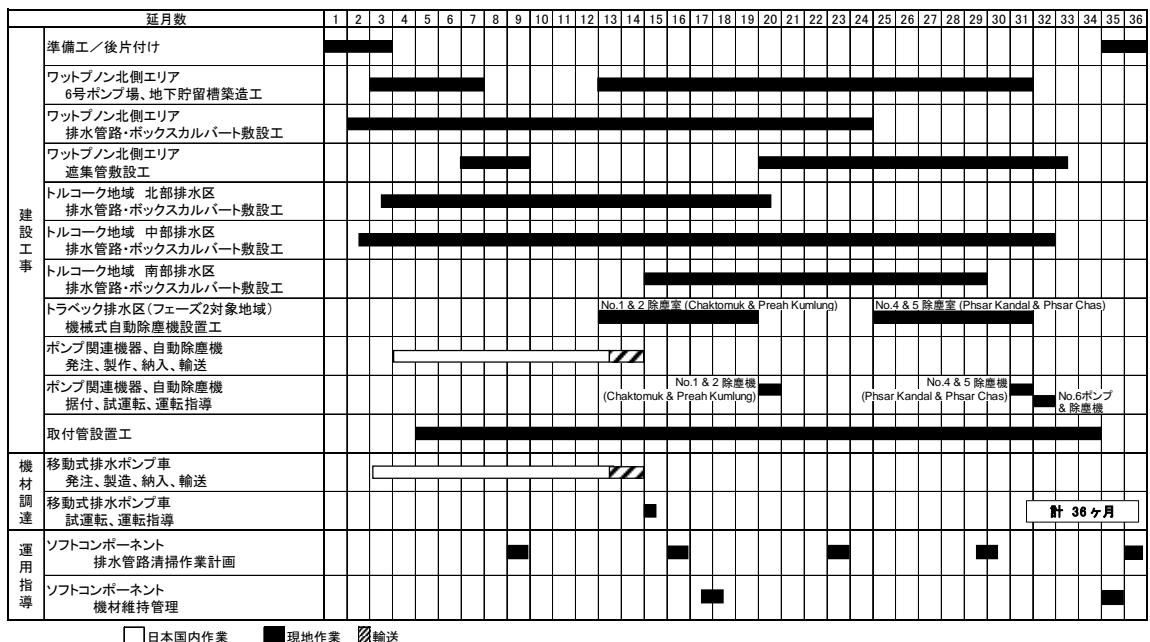 延月数 1 2 3 4 5 6 7 8 9 10 11 12 13 14 15 16 17 18 19 20 21 22 23 24 25 26 27 28 29 30 31 32 33 34 35 36
建設工事
準備工／後片付け
ワットプノン北側エリア
6号ポンプ場、地下貯留槽築造工
ワットプノン北側エリア
排水管路・ボックスカルバート敷設工
ワットプノン北側エリア
遮集管敷設工
トルコーク地域 北部排水区
排水管路・ボックスカルバート敷設工
トルコーク地域 中部排水区
排水管路・ボックスカルバート敷設工
トルコーク地域 南部排水区
排水管路・ボックスカルバート敷設工
トラベック排水区(フェーズ2対象地域)
機械式自動除塵機設置工
No.1 & 2 除塵室 (Chaktomuk & Preah Kumlung)
No.4 & 5 除塵室 (Phsar Kandal & Phsar Chas)
ポンプ関連機器、自動除塵機
発注、製作、納入、輸送
ポンプ関連機器、自動除塵機
据付、試運転、運転指導
No.1 & 2 除塵機
(Chaktomuk & Preah Kumlung)
No.4 & 5 除塵機
(Phsar Kandal & Phsar Chas)
No.6ポンプ
& 除塵機
取付管設置工
機材調達
移動式排水ポンプ車
発注、製造、納入、輸送
移動式排水ポンプ車
試運転、運転指導
計 36ヶ月
運用指導
ソフトコンポーネント
排水管路清掃作業計画
ソフトコンポーネント
機材維持管理
日本国内作業 現地作業 輸送